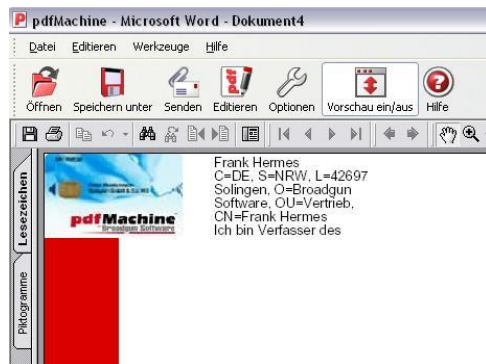 pdfMachine - Microsoft Word - Dokument4
Datei Editieren Werkzeuge Hilfe
Öffnen Speichern unter Senden Editieren Optionen Vorschau ein/aus Hilfe
Lesezeichen
Piktogramme
pdfMachine
Broadgun Software
Frank Hermes
C=DE, S=NRW, L=42697
Solingen, O=Broadgun
Software, OU=Vertrieb,
CN=Frank Hermes
Ich bin Verfasser des